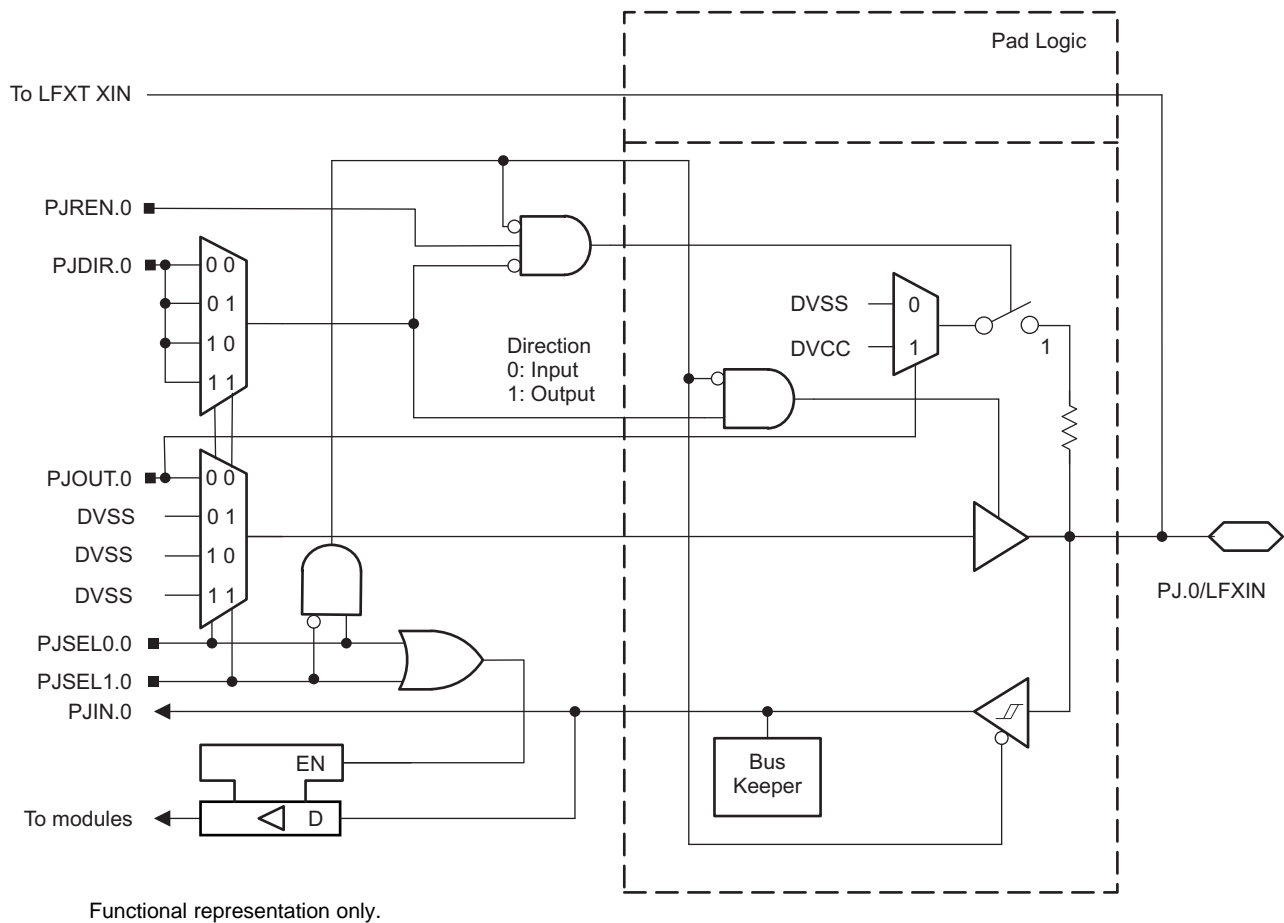 Pad Logic
To LFXT XIN
PJREN.0
PJDIR.0
0 0
0 1
1 0
1 1
Direction
0: Input
1: Output
DVSS
0
DVCC
1
1
PJOUT.0
0 0
DVSS
0 1
DVSS
1 0
DVSS
1 1
PJ.0/LFXIN
PJSEL0.0
PJSEL1.0
PJIN.0
EN
Bus
Keeper
To modules
D
Functional representation only.